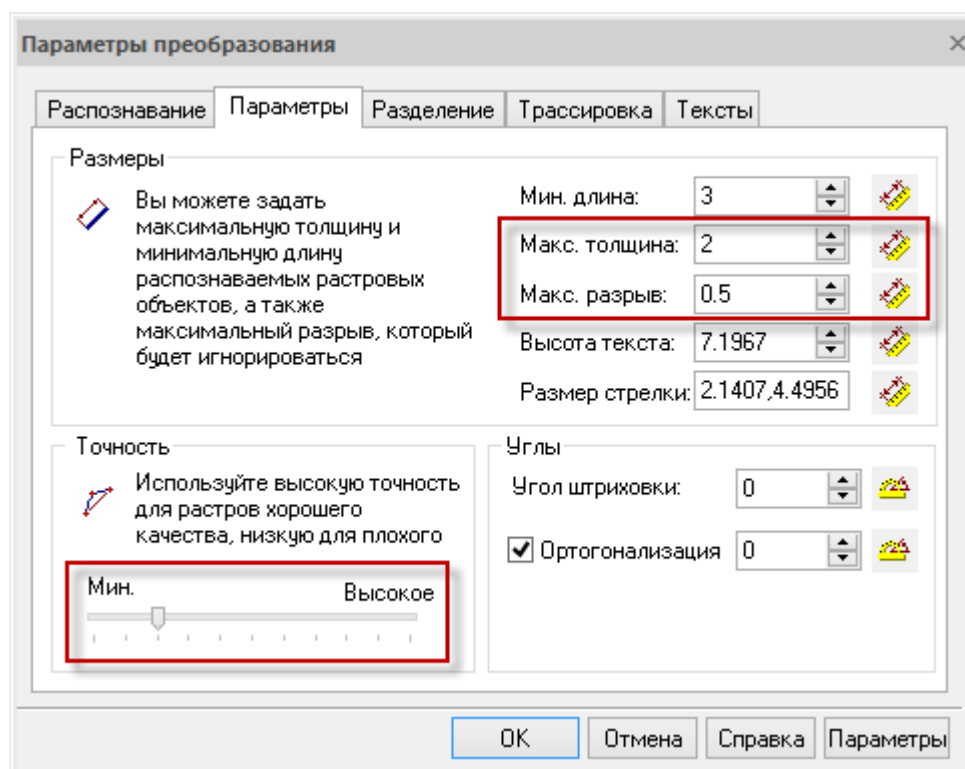 Параметры преобразования
Распознавание Параметры Разделение Трассировка Тексты
Размеры
Вы можете задать
максимальную толщину и
минимальную длину
распознаваемых растровых
объектов, а также
максимальный разрыв, который
будет игнорироваться
Мин. длина: 3
Макс. толщина: 2
Макс. разрыв: 0.5
Высота текста: 7.1967
Размер стрелки: 2.1407,4.4956
Точность
Используйте высокую точность
для растров хорошего
качества, низкую для плохого
Мин. Высокое
Углы
Угол штриховки: 0
Ортогонализация 0
OK Отмена Справка Параметры